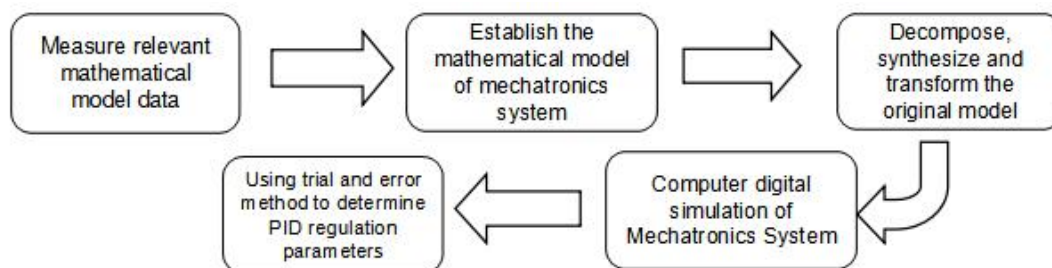 Measure relevant
mathematical
model data
Establish the
mathematical model
of mechatronics
system
Decompose,
synthesize and
transform the
original model
Computer digital
simulation of
Mechatronics System
Using trial and error
method to determine
PID regulation
parameters